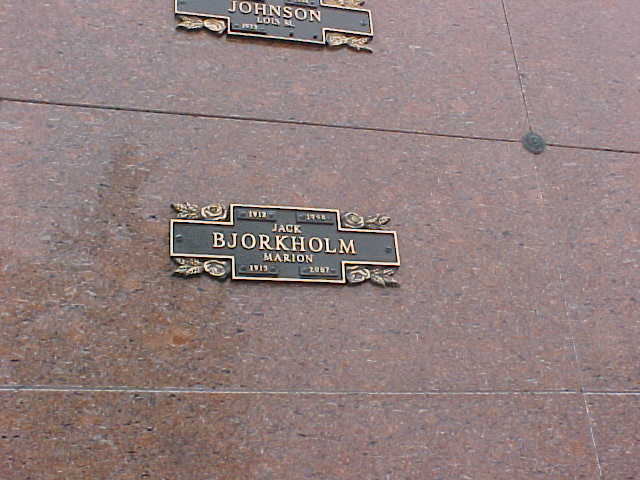 JOHNSON
LOIS M.
1912 1998
JACK
BJORKHOLM
MARION
1915 2007